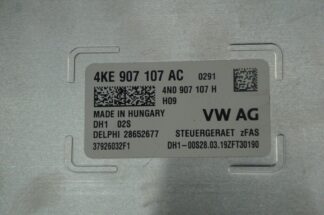 4KE 907 107 AC 0291
4N0 907 107 H
H09
MADE IN HUNGARY
VW AG
DH1 02S
DELPHI 28652677 STEUERGERAET zFAS
37926032F1 DH1-00S28.03.19ZFT30190